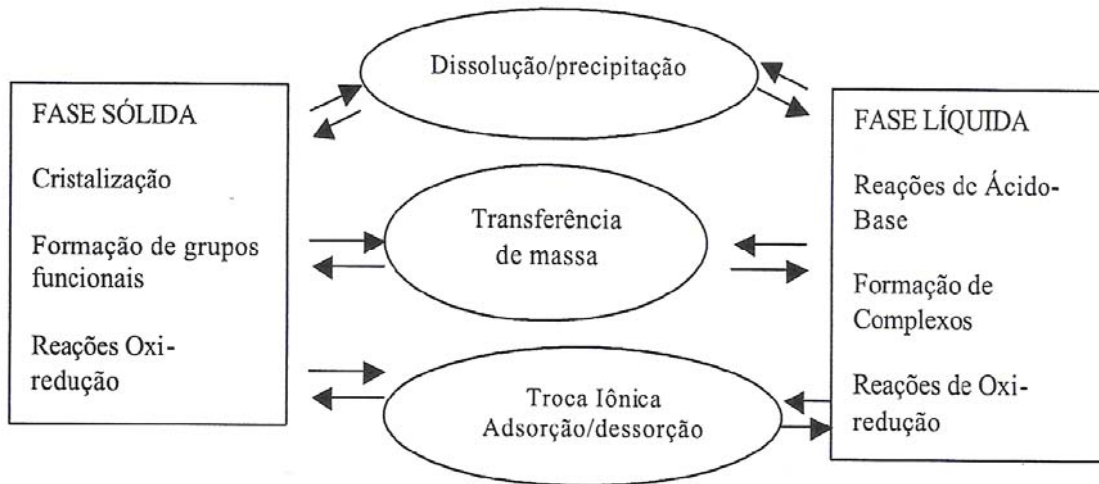 Dissolução/precipitação
FASE SÓLIDA
Cristalização
Formação de grupos
funcionais
Reações Oxi-
redução
Transferência
de massa
Troca Iônica
Adsorção/dessorção
FASE LÍQUIDA
Reações de Ácido-
Base
Formação de
Complexos
Reações de Oxi-
redução